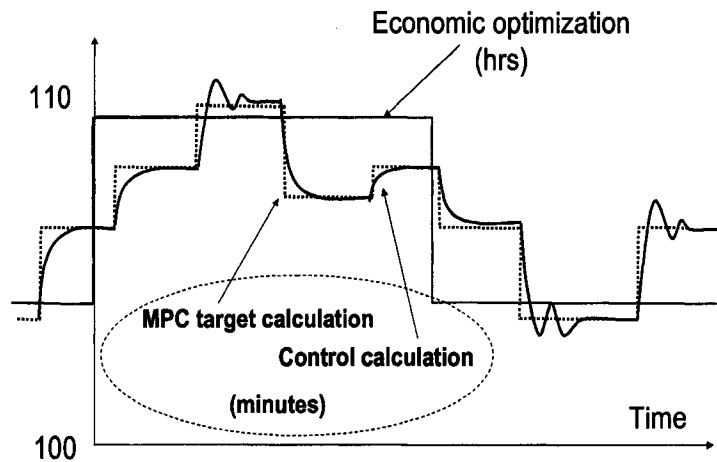 Economic optimization
(hrs)
110
MPC target calculation
Control calculation
(minutes)
Time
100